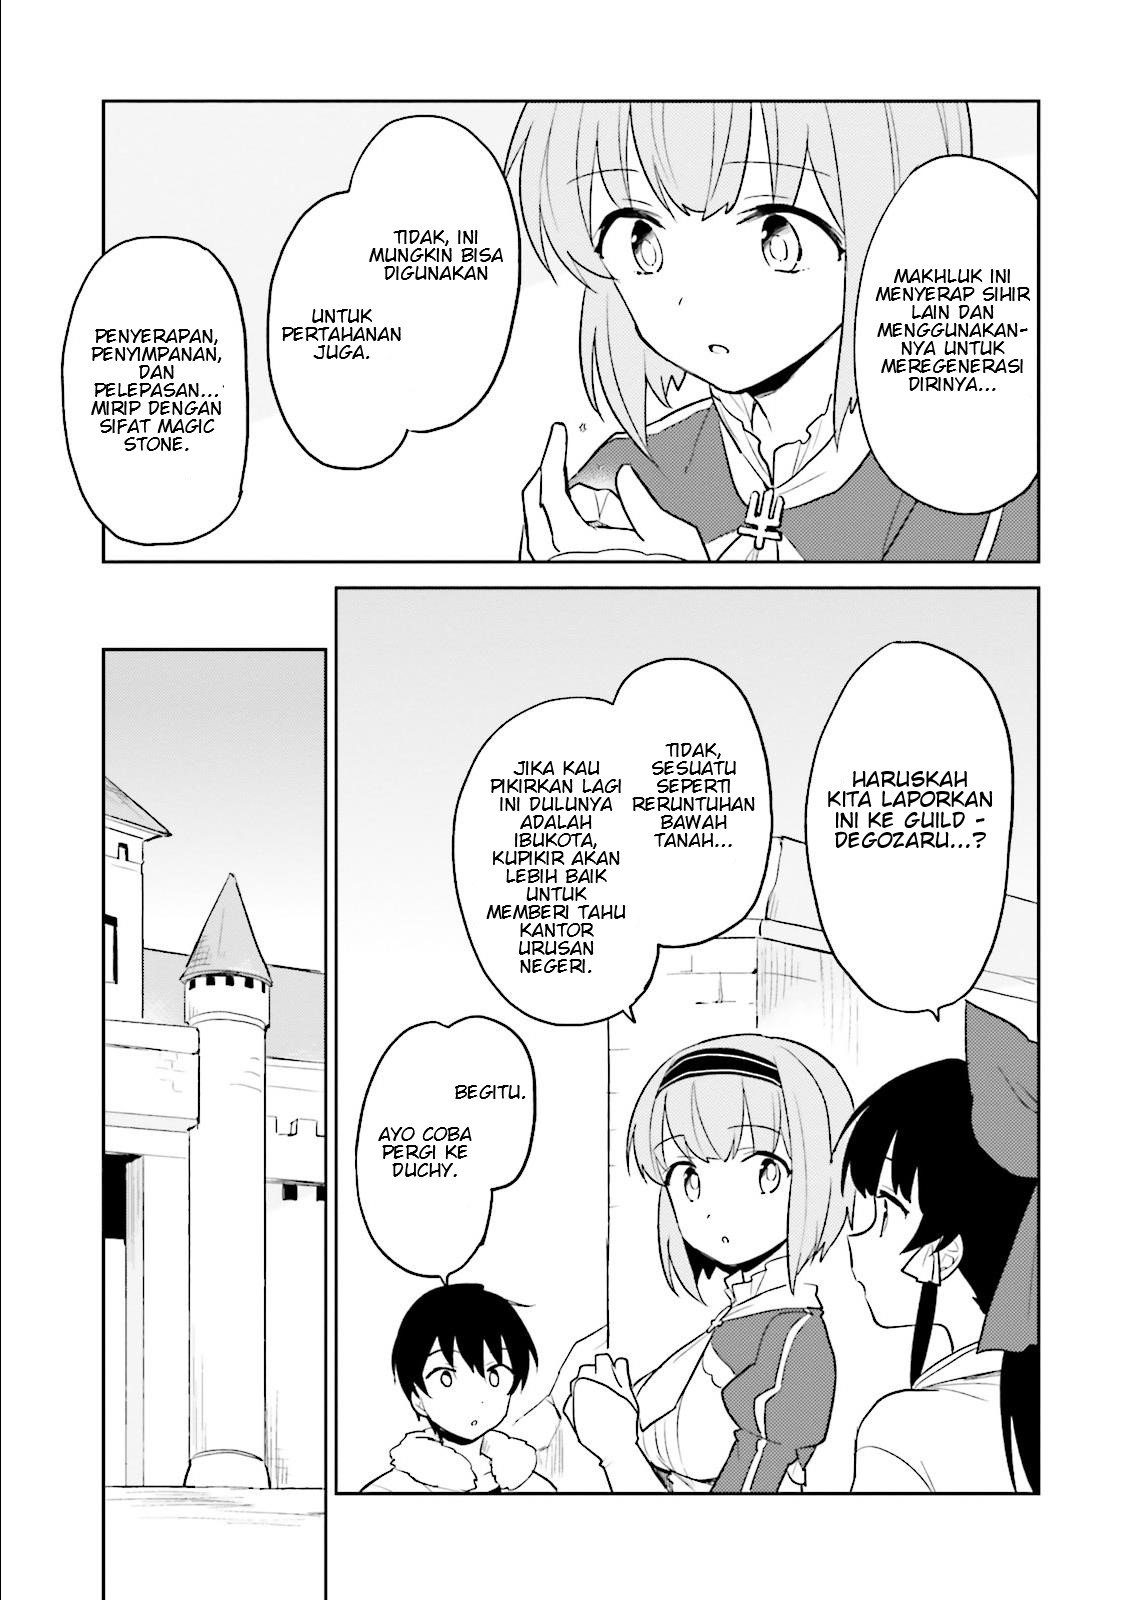 MAKHLUK INI
MENYERAP SIHIR
LAIN DAN
MENGGUNAKAN-
NYA UNTUK
MEREGENERASI
DIRINYA...
TIDAK, INI
MUNGKIN BISA
DIGUNAKAN
UNTUK
PERTAHANAN
JUGA.
PENYERAPAN,
PENYIMPANAN,
DAN
PELEPASAN...
MIRIP DENGAN
SIFAT MAGIC
STONE.
HARUSKAH
KITA LAPORKAN
INI KE GUILD -
DEGOZARU...?
TIDAK,
SESUATU
SEPERTI
RERUNTUHAN
BAWAH
TANAH...
JIKA KAU
PIKIRKAN LAGI
INI DULUNYA
ADALAH
IBUKOTA,
KUPIKIR AKAN
LEBIH BAIK
UNTUK
MEMBERI TAHU
KANTOR
URUSAN
NEGERI.
BEGITU.
AYO COBA
PERGI KE
DUCHY.